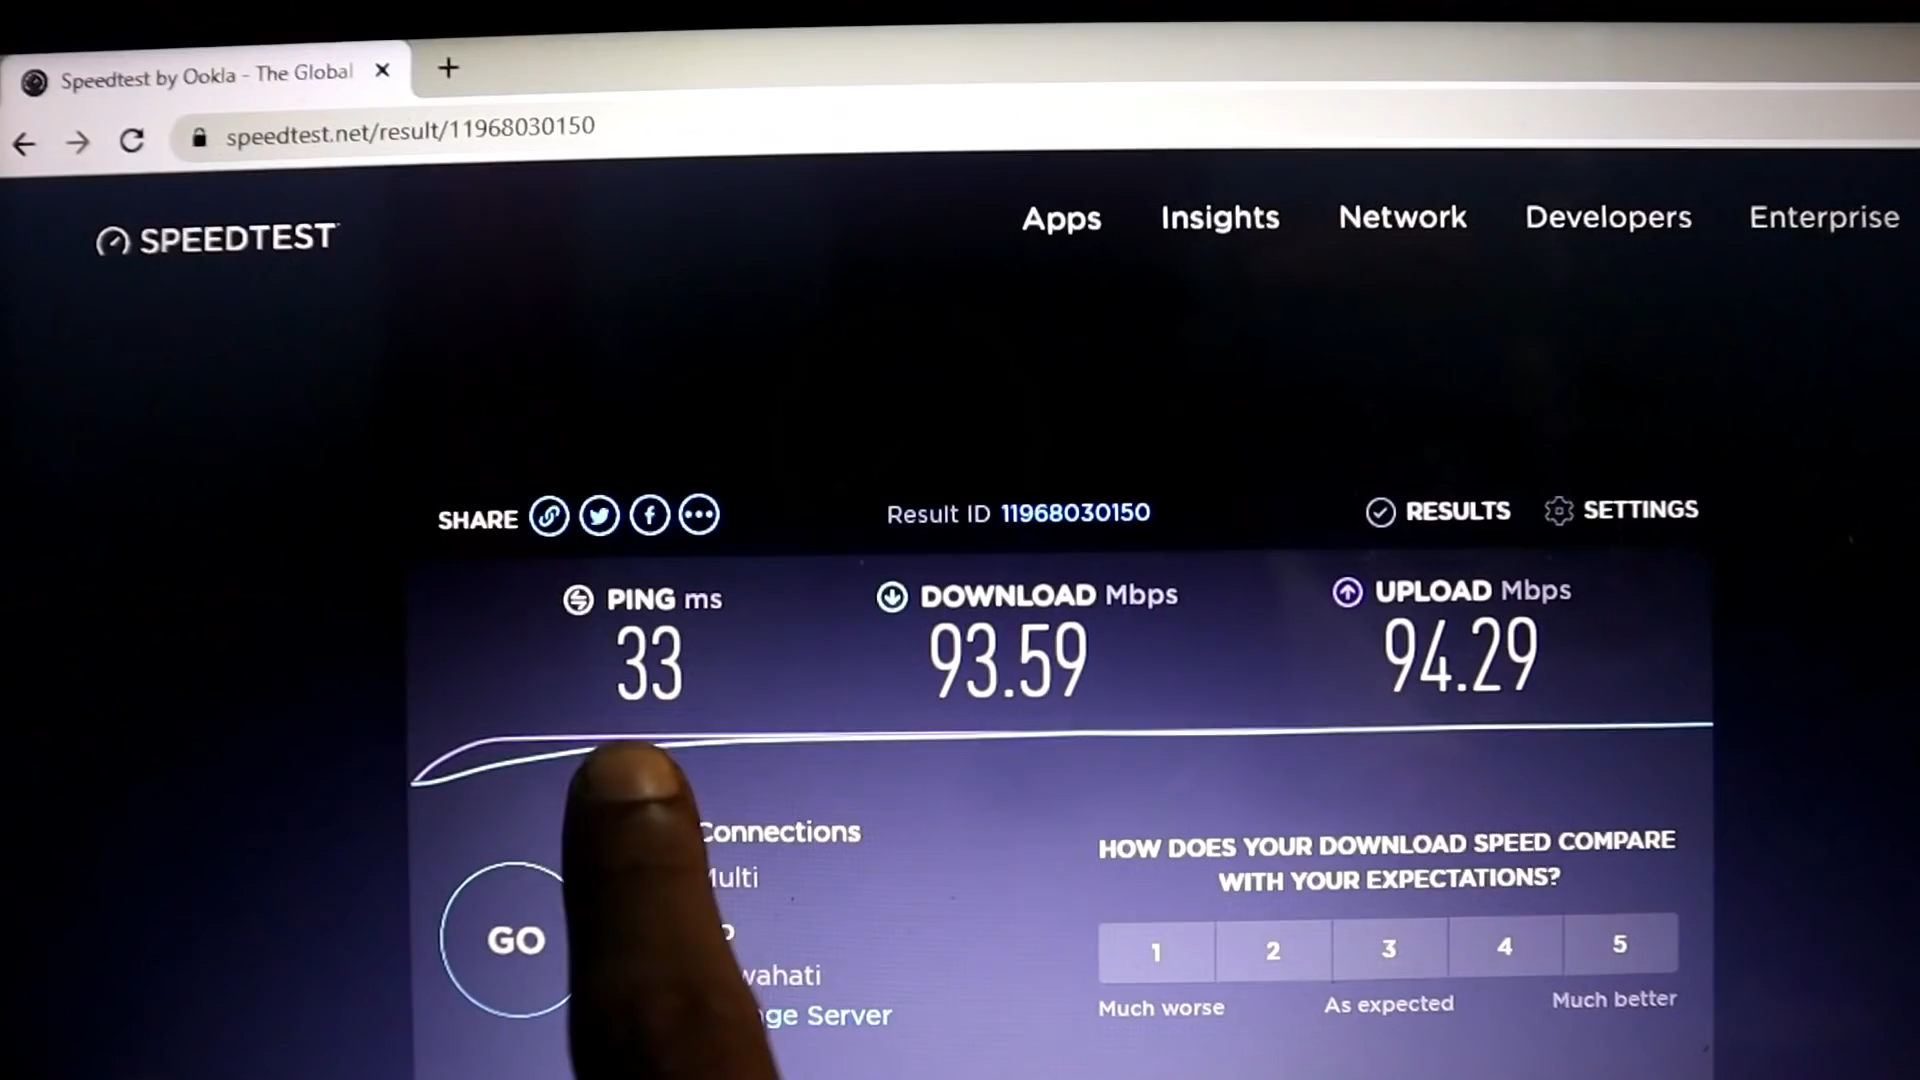 Speedtest by Ookla - The Global
speedtest.net/result/11968030150
SPEEDTEST
Apps Insights Network Developers Enterprise
SHARE
Result ID 11968030150
RESULTS SETTINGS
PING ms
33
DOWNLOAD Mbps
93.59
UPLOAD Mbps
94.29
GO
Connections
HOW DOES YOUR DOWNLOAD SPEED COMPARE
WITH YOUR EXPECTATIONS?
1 2 3 4 5
Much worse As expected Much better
Server